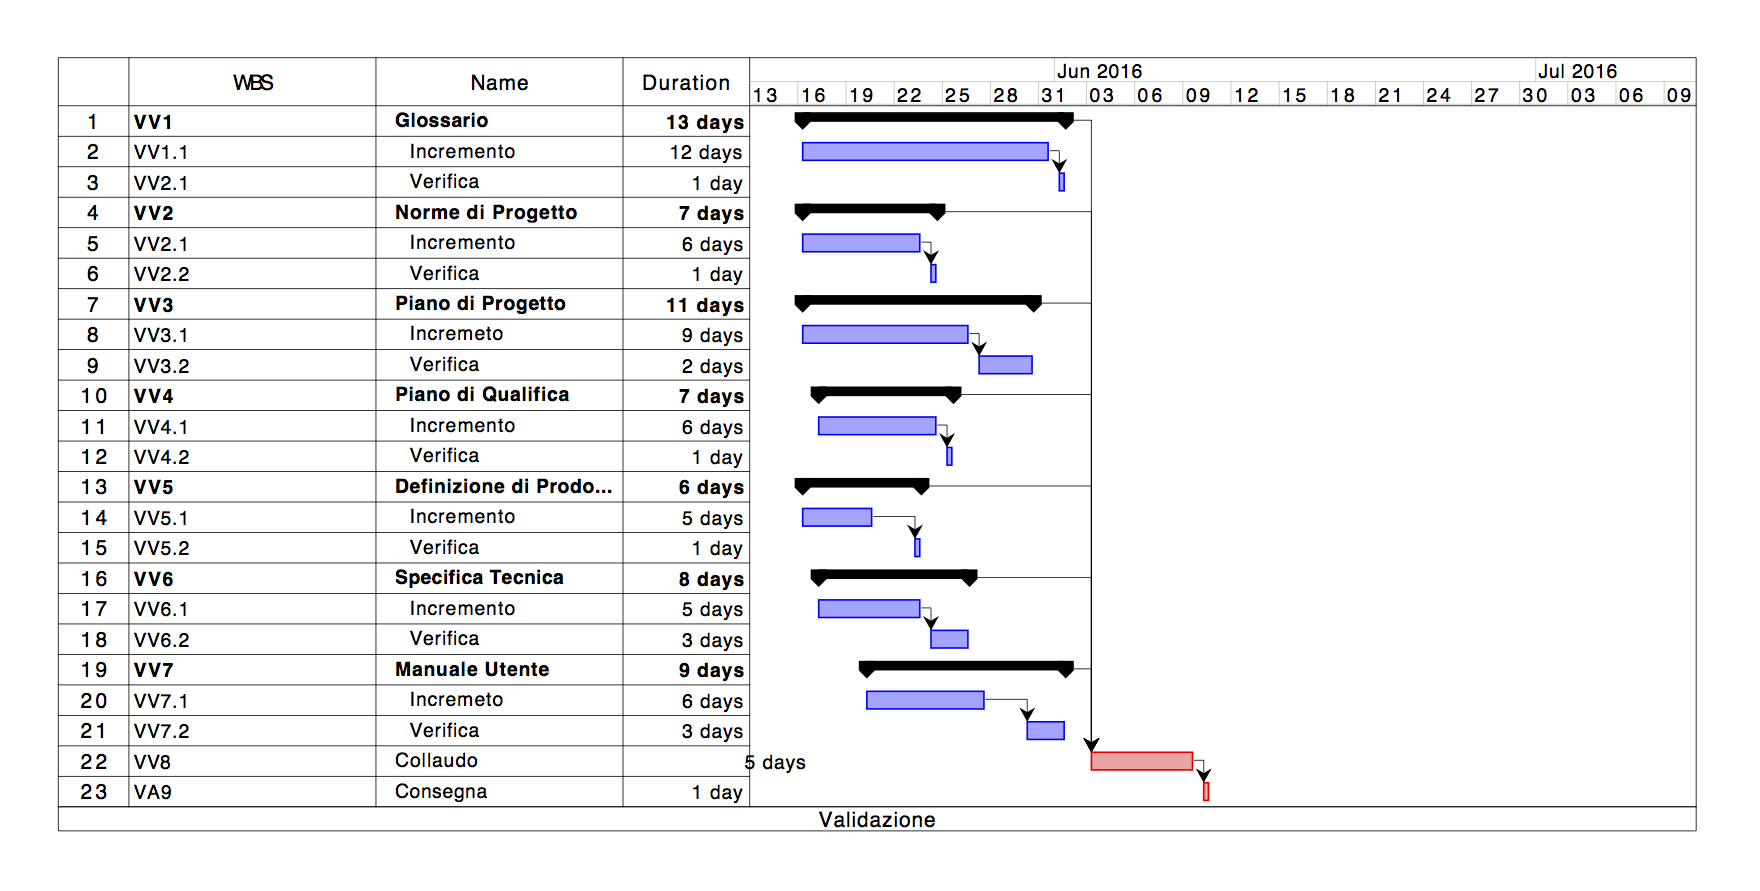 WBS Name Duration Jun 2016 Jul 2016
13 16 19 22 25 28 31 03 06 09 12 15 18 21 24 27 30 03 06 09
1 VV1 Glossario 13 days
2 VV1.1 Incremento 12 days
3 VV2.1 Verifica 1 day
4 VV2 Norme di Progetto 7 days
5 VV2.1 Incremento 6 days
6 VV2.2 Verifica 1 day
7 VV3 Piano di Progetto 11 days
8 VV3.1 Incremeto 9 days
9 VV3.2 Verifica 2 days
10 VV4 Piano di Qualifica 7 days
11 VV4.1 Incremento 6 days
12 VV4.2 Verifica 1 day
13 VV5 Definizione di Prodo... 6 days
14 VV5.1 Incremento 5 days
15 VV5.2 Verifica 1 day
16 VV6 Specifica Tecnica 8 days
17 VV6.1 Incremento 5 days
18 VV6.2 Verifica 3 days
19 VV7 Manuale Utente 9 days
20 VV7.1 Incremeto 6 days
21 VV7.2 Verifica 3 days
22 VV8 Collaudo 5 days
23 VA9 Consegna 1 day
Validazione